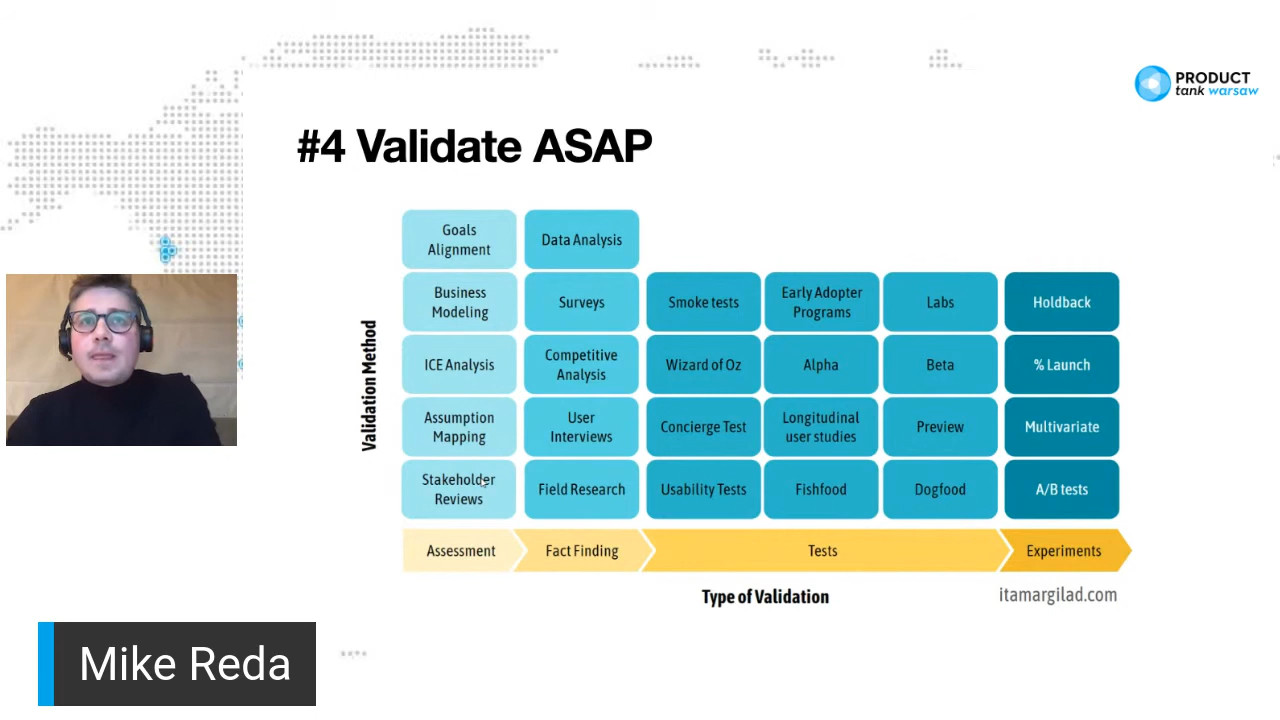 PRODUCT
tank warsaw
#4 Validate ASAP
Goals
Alignment
Data Analysis
Business
Modeling
Surveys
Smoke tests
Early Adopter
Programs
Labs
Holdback
ICE Analysis
Competitive
Analysis
Wizard of Oz
Alpha
Beta
% Launch
Assumption
Mapping
User
Interviews
Concierge Test
Longitudinal
user studies
Preview
Multivariate
Stakeholder
Reviews
Field Research
Usability Tests
Fishfood
Dogfood
A/B tests
Validation Method
Assessment
Fact Finding
Tests
Experiments
Type of Validation
itamargilad.com
Mike Reda